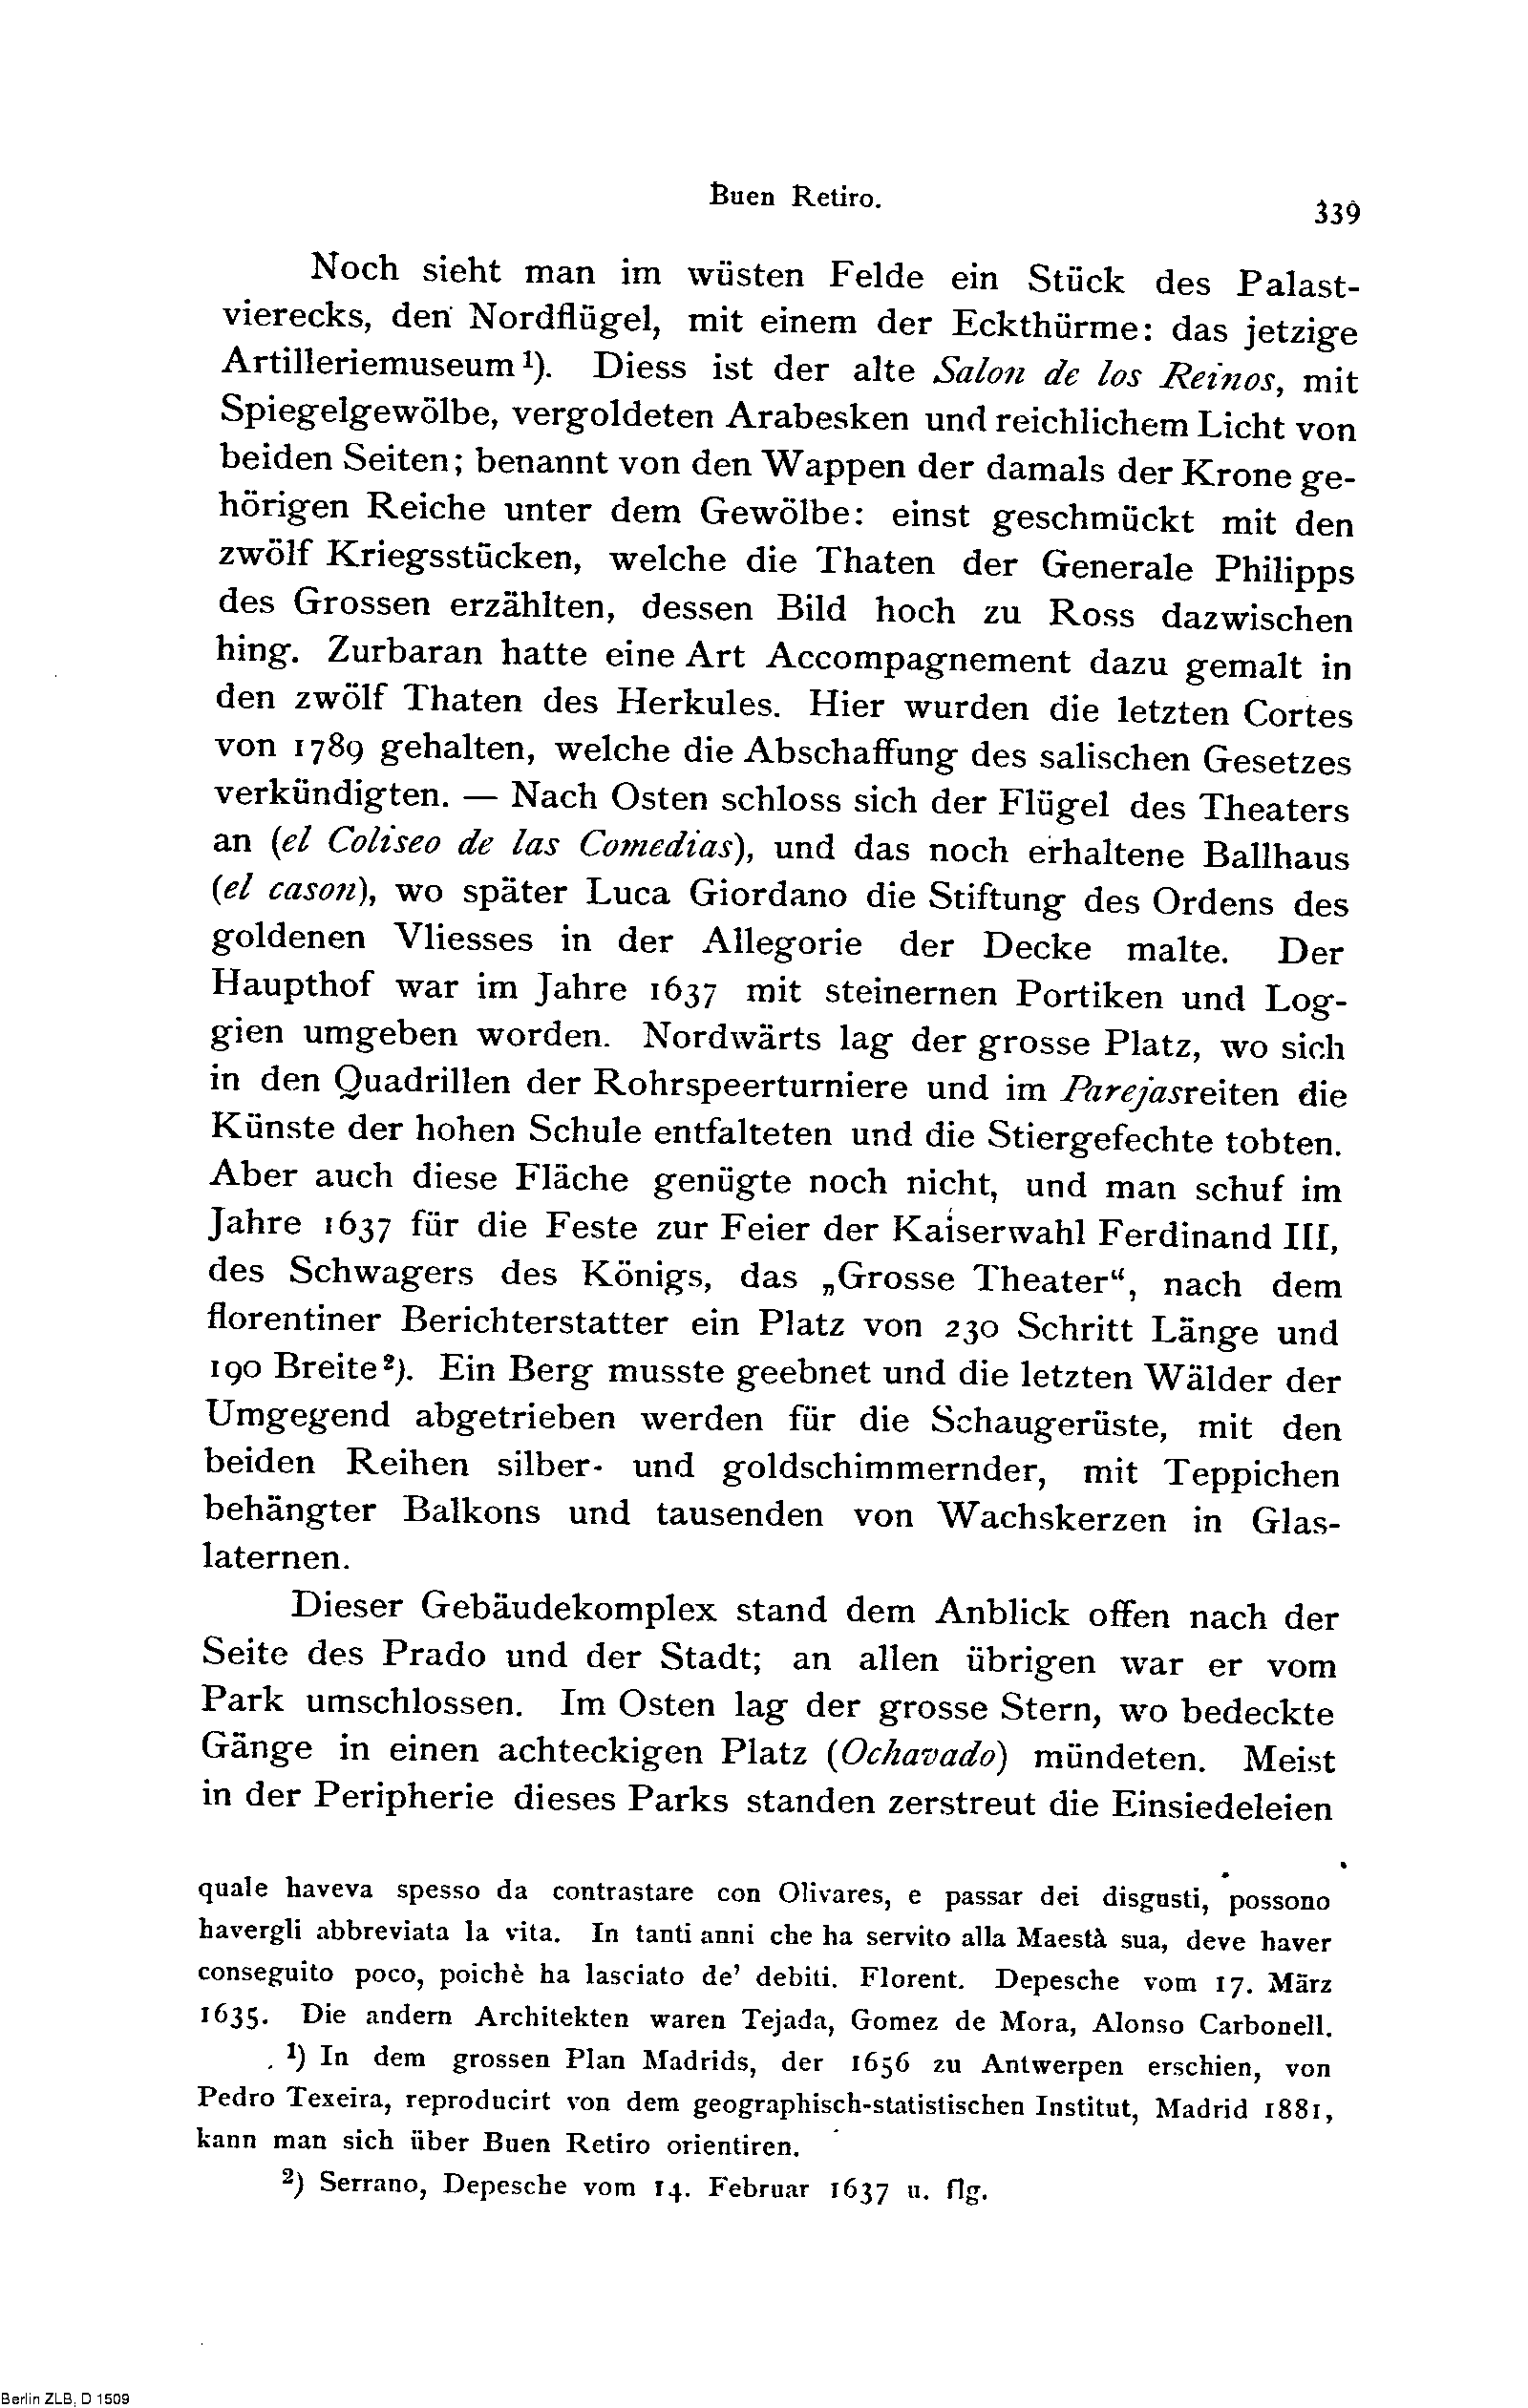 Buen Retiro.
339
Noch sieht man im wüsten Felde ein Stück des Palast-
vierecks, den Nordflügel, mit einem der Eckthürme: das jetzige
Artilleriemuseum¹). Diess ist der alte Salon de los Reinos, mit
Spiegelgewölbe, vergoldeten Arabesken und reichlichem Licht von
beiden Seiten; benannt von den Wappen der damals der Krone ge-
hörigen Reiche unter dem Gewölbe: einst geschmückt mit den
zwölf Kriegsstücken, welche die Thaten der Generale Philipps
des Grossen erzählten, dessen Bild hoch zu Ross dazwischen
hing. Zurbaran hatte eine Art Accompagnement dazu gemalt in
den zwölf Thaten des Herkules. Hier wurden die letzten Cortes
von 1789 gehalten, welche die Abschaffung des salischen Gesetzes
verkündigten. — Nach Osten schloss sich der Flügel des Theaters
an (el Coliseo de las Comedias), und das noch erhaltene Ballhaus
(el cason), wo später Luca Giordano die Stiftung des Ordens des
goldenen Vliesses in der Allegorie der Decke malte. Der
Haupthof war im Jahre 1637 mit steinernen Portiken und Log-
gien umgeben worden. Nordwärts lag der grosse Platz, wo sich
in den Quadrillen der Rohrspeerturniere und im Parejasreiten die
Künste der hohen Schule entfalteten und die Stiergefechte tobten.
Aber auch diese Fläche genügte noch nicht, und man schuf im
Jahre 1637 für die Feste zur Feier der Kaiserwahl Ferdinand III,
des Schwagers des Königs, das „Grosse Theater“, nach dem
florentiner Berichterstatter ein Platz von 230 Schritt Länge und
190 Breite²). Ein Berg musste geebnet und die letzten Wälder der
Umgegend abgetrieben werden für die Schaugerüste, mit den
beiden Reihen silber- und goldschimmernder, mit Teppichen
behängter Balkons und tausenden von Wachskerzen in Glas-
laternen.
Dieser Gebäudekomplex stand dem Anblick offen nach der
Seite des Prado und der Stadt; an allen übrigen war er vom
Park umschlossen. Im Osten lag der grosse Stern, wo bedeckte
Gänge in einen achteckigen Platz (Ochavado) mündeten. Meist
in der Peripherie dieses Parks standen zerstreut die Einsiedeleien
quale haveva spesso da contrastare con Olivares, e passar dei disgusti, possono
havergli abbreviata la vita. In tanti anni che ha servito alla Maestà sua, deve haver
conseguito poco, poichè ha lasciato de' debiti. Florent. Depesche vom 17. März
1635. Die andern Architekten waren Tejada, Gomez de Mora, Alonso Carbonell.
¹) In dem grossen Plan Madrids, der 1656 zu Antwerpen erschien, von
Pedro Texeira, reproducirt von dem geographisch-statistischen Institut, Madrid 1881,
kann man sich über Buen Retiro orientiren.
²) Serrano, Depesche vom 14. Februar 1637 u. flg.
Berlin ZLB, D 1509